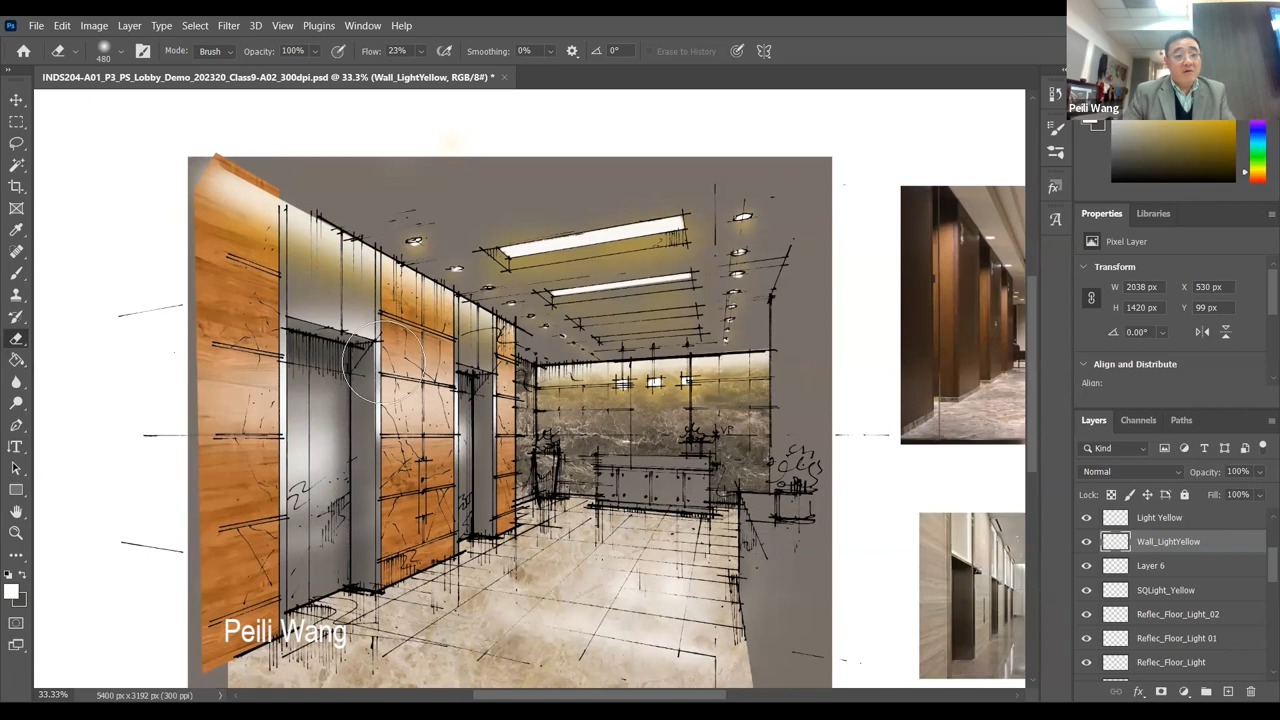 Ps File Edit Image Layer Type Select Filter 3D View Plugins Window Help
480 Mode: Brush Opacity: 100% Flow: 23% Smoothing: 0% 0° Erase to History
INDS204-A01_P3_PS_Lobby_Demo_202320_Class9-A02_300dpi.psd @ 33.3% (Wall_LightYellow, RGB/8#) *
Peili Wang
Properties Libraries
Pixel Layer
Transform
W 2038 px X 530 px
H 1420 px Y 99 px
0.00°
Align and Distribute
Align:
Layers Channels Paths
Kind
Normal Opacity: 100%
Lock: Fill: 100%
Light Yellow
Wall_LightYellow
Layer 6
SQLight_Yellow
Reflec_Floor_Light_02
Reflec_Floor_Light 01
Reflec_Floor_Light
Peili Wang
33.33% 5400 px x 3192 px (300 ppi)